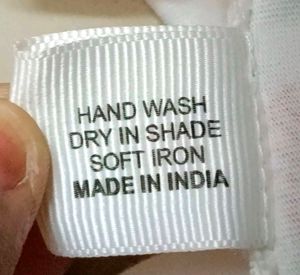 HAND WASH
DRY IN SHADE
SOFT IRON
MADE IN INDIA